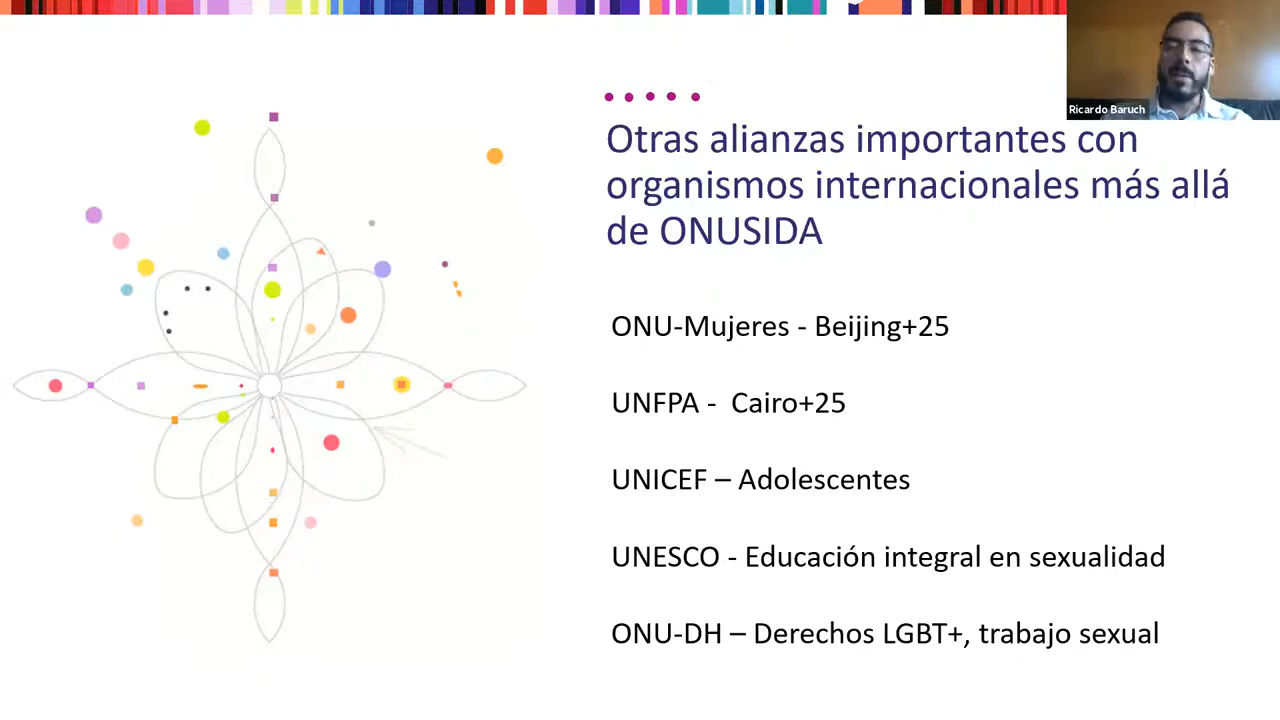 Ricardo Baruch
Otras alianzas importantes con
organismos internacionales más allá
de ONUSIDA
ONU-Mujeres - Beijing+25
UNFPA -  Cairo+25
UNICEF – Adolescentes
UNESCO - Educación integral en sexualidad
ONU-DH – Derechos LGBT+, trabajo sexual